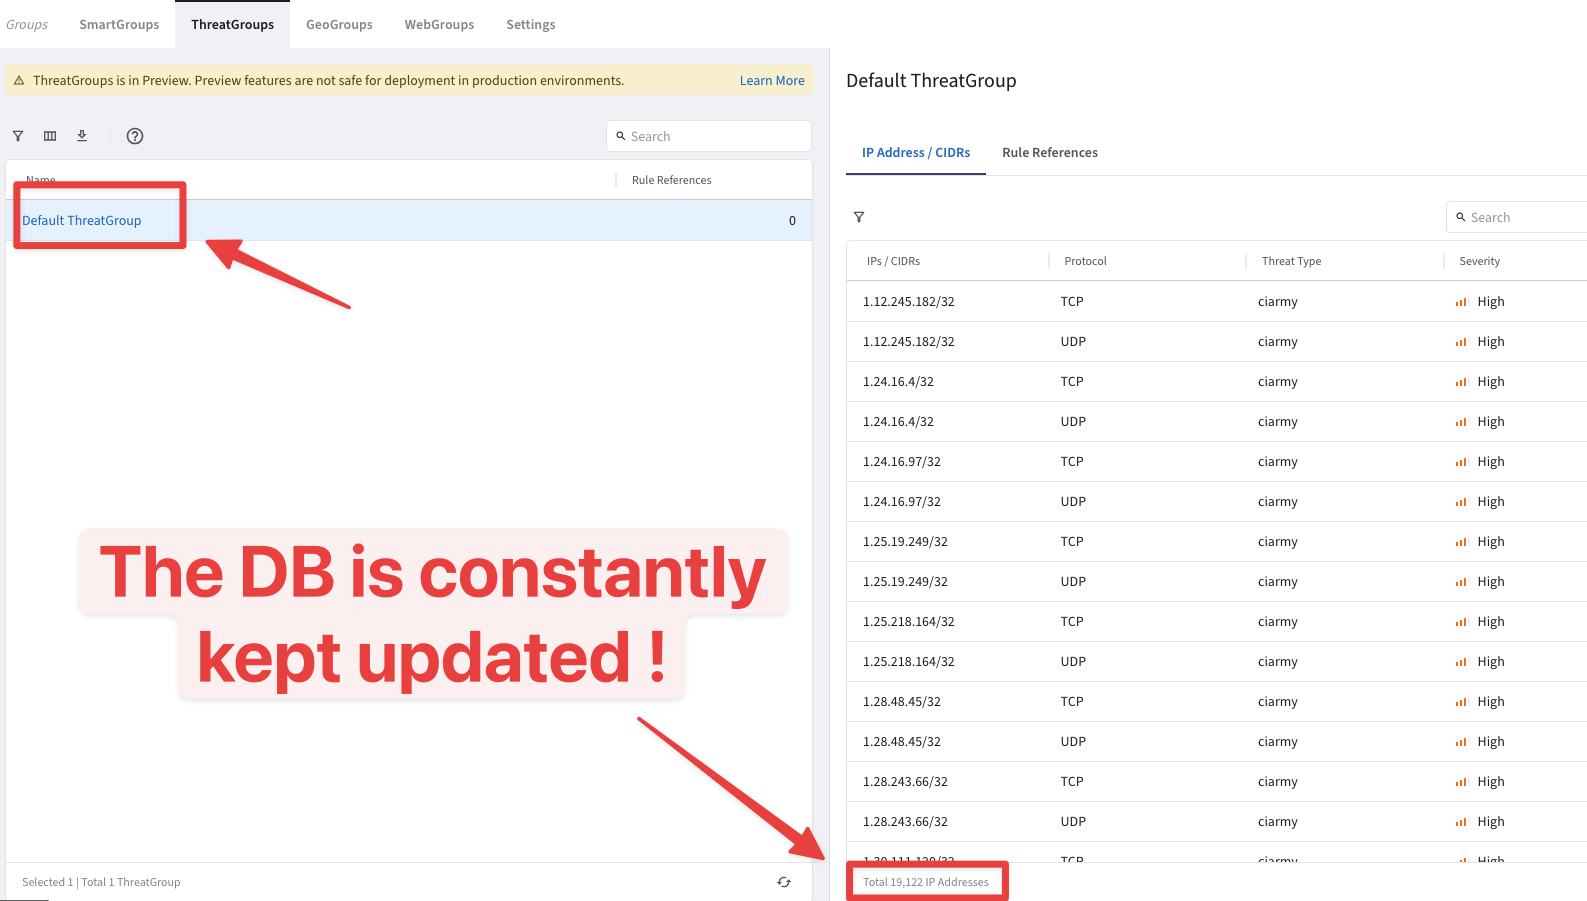 Groups SmartGroups ThreatGroups GeoGroups WebGroups Settings
ThreatGroups is in Preview. Preview features are not safe for deployment in production environments. Learn More
Search
Name Rule References
Default ThreatGroup 0
The DB is constantly
kept updated !
Selected 1 | Total 1 ThreatGroup
Default ThreatGroup
IP Address / CIDRs Rule References
Search
IPs / CIDRs Protocol Threat Type Severity
1.12.245.182/32 TCP ciarmy High
1.12.245.182/32 UDP ciarmy High
1.24.16.4/32 TCP ciarmy High
1.24.16.4/32 UDP ciarmy High
1.24.16.97/32 TCP ciarmy High
1.24.16.97/32 UDP ciarmy High
1.25.19.249/32 TCP ciarmy High
1.25.19.249/32 UDP ciarmy High
1.25.218.164/32 TCP ciarmy High
1.25.218.164/32 UDP ciarmy High
1.28.48.45/32 TCP ciarmy High
1.28.48.45/32 UDP ciarmy High
1.28.243.66/32 TCP ciarmy High
1.28.243.66/32 UDP ciarmy High
TCP ciarmy High
Total 19,122 IP Addresses